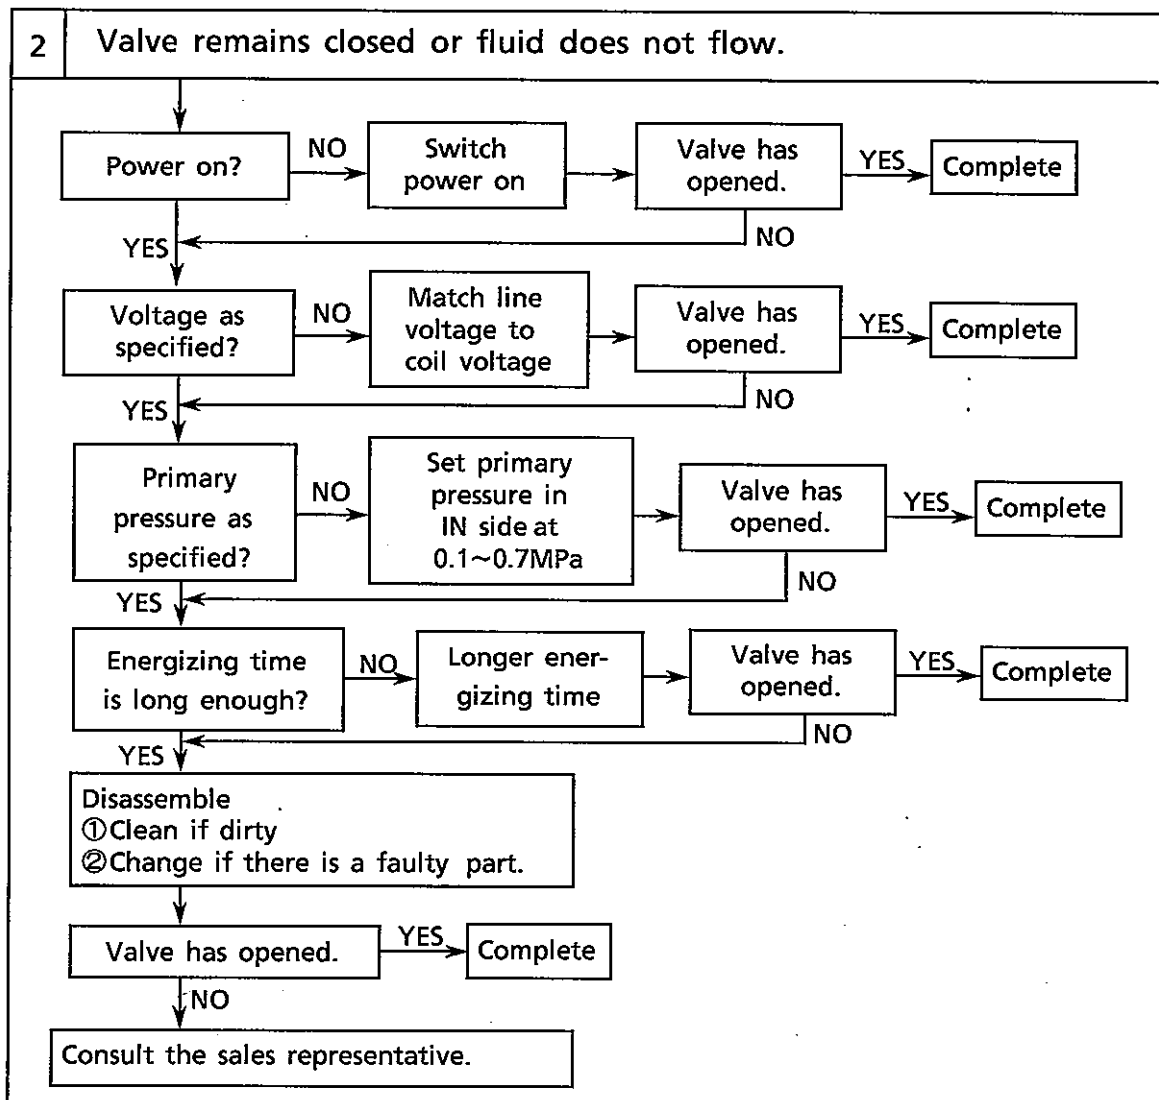 2
Valve remains closed or fluid does not flow.
Power on?
NO
Switch
power on
Valve has
opened.
YES
Complete
YES
NO
Voltage as
specified?
NO
Match line
voltage to
coil voltage
Valve has
opened.
YES
Complete
YES
NO
Primary
pressure as
specified?
NO
Set primary
pressure in
IN side at
0.1~0.7MPa
Valve has
opened.
YES
Complete
YES
NO
Energizing time
is long enough?
NO
Longer ener-
gizing time
Valve has
opened.
YES
Complete
YES
NO
Disassemble
①Clean if dirty
②Change if there is a faulty part.
Valve has opened.
YES
Complete
NO
Consult the sales representative.